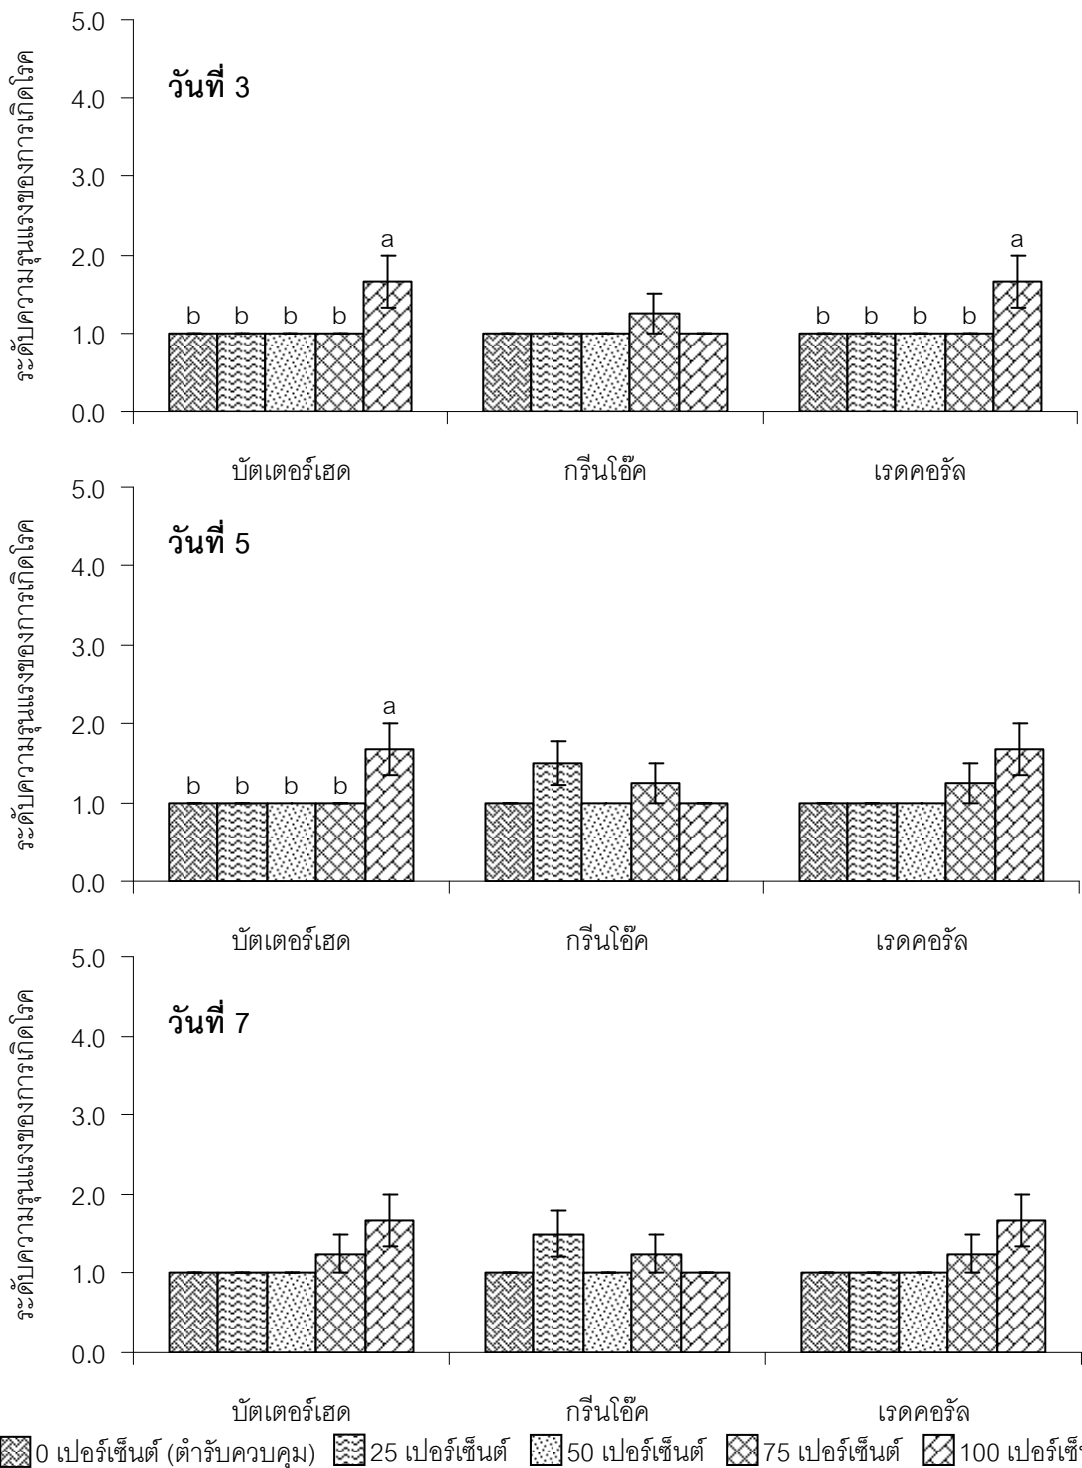 5.0
วันที่ 3
4.0
3.0
2.0
1.0
0.0
ระดับความรุนแรงของการเกิดโรค
b b b b a
b b b b a
บัตเตอร์เฮด กรีนโอ๊ค เรดคอรัล
5.0
วันที่ 5
4.0
3.0
2.0
1.0
0.0
ระดับความรุนแรงของการเกิดโรค
b b b b a
บัตเตอร์เฮด กรีนโอ๊ค เรดคอรัล
5.0
วันที่ 7
4.0
3.0
2.0
1.0
0.0
ระดับความรุนแรงของการเกิดโรค
บัตเตอร์เฮด กรีนโอ๊ค เรดคอรัล
0 เปอร์เซ็นต์ (ตำรับควบคุม) 25 เปอร์เซ็นต์ 50 เปอร์เซ็นต์ 75 เปอร์เซ็นต์ 100